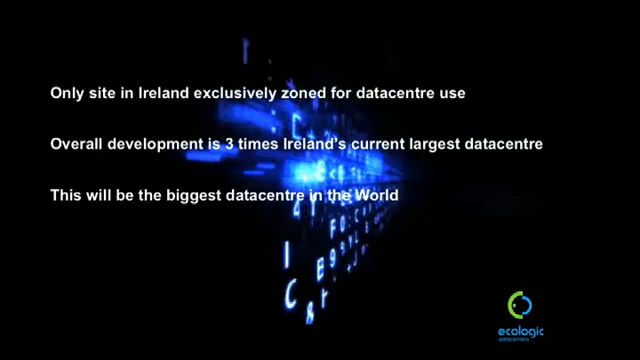 Only site in Ireland exclusively zoned for datacentre use
Overall development is 3 times Ireland's current largest datacentre
This will be the biggest datacentre in the World
ecologic
datacenters